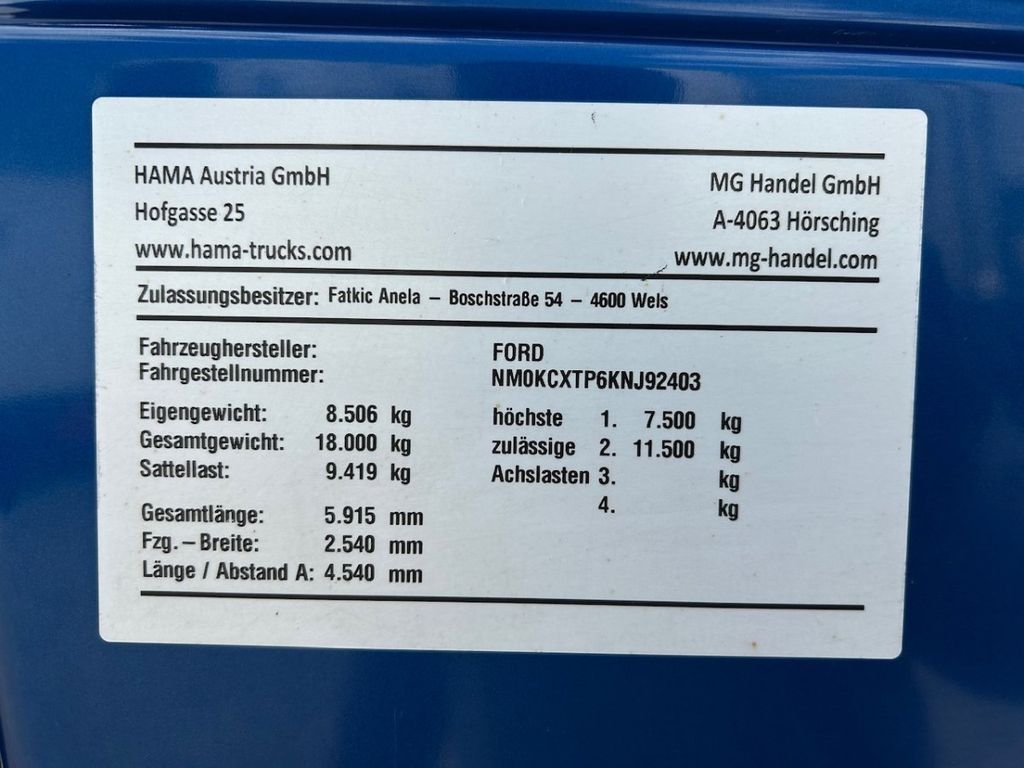 HAMA Austria GmbH
Hofgasse 25
www.hama-trucks.com
MG Handel GmbH
A-4063 Hörsching
www.mg-handel.com
Zulassungsbesitzer: Fatkic Anela – Boschstraße 54 – 4600 Wels
Fahrzeughersteller: FORD
Fahrgestellnummer: NM0KCXTP6KNJ92403
Eigengewicht: 8.506 kg
Gesamtgewicht: 18.000 kg
Sattellast: 9.419 kg
höchste 1. 7.500 kg
zulässige 2. 11.500 kg
Achslasten 3. kg
4. kg
Gesamtlänge: 5.915 mm
Fzg. – Breite: 2.540 mm
Länge / Abstand A: 4.540 mm